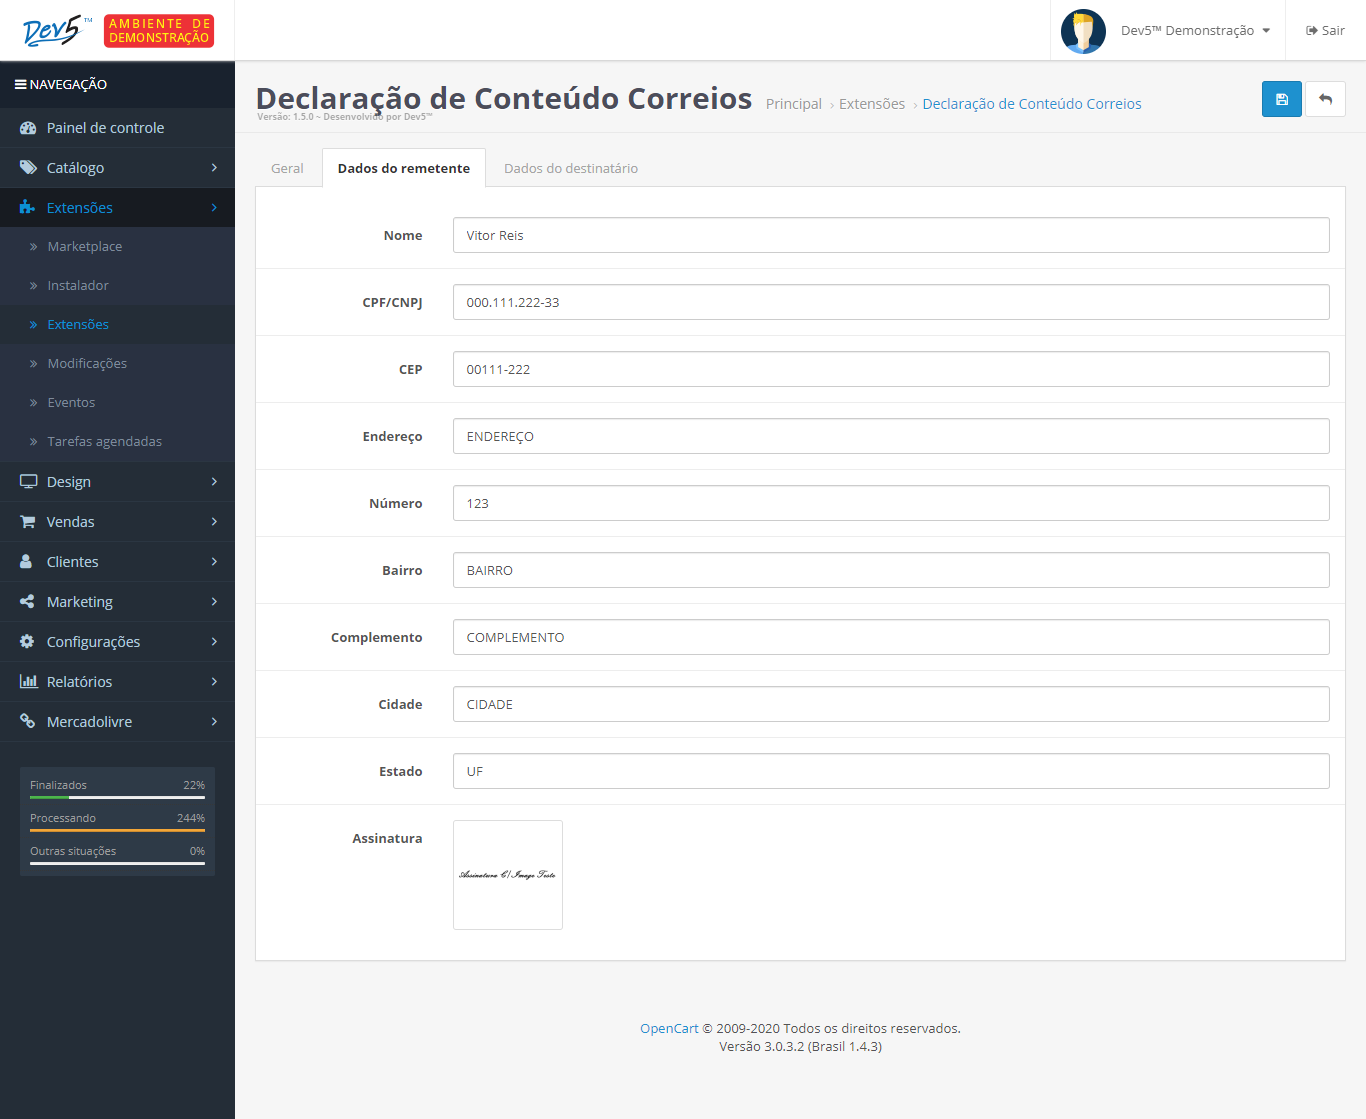 Dev5™
AMBIENTE DE
DEMONSTRAÇÃO
Dev5™ Demonstração
Sair
NAVEGAÇÃO
Painel de controle
Catálogo
Extensões
Marketplace
Instalador
Extensões
Modificações
Eventos
Tarefas agendadas
Design
Vendas
Clientes
Marketing
Configurações
Relatórios
Mercadolivre
Finalizados 22%
Processando 244%
Outras situações 0%
Declaração de Conteúdo Correios
Versão: 1.5.0 ~ Desenvolvido por Dev5™
Principal › Extensões › Declaração de Conteúdo Correios
Geral
Dados do remetente
Dados do destinatário
Nome Vitor Reis
CPF/CNPJ 000.111.222-33
CEP 00111-222
Endereço ENDEREÇO
Número 123
Bairro BAIRRO
Complemento COMPLEMENTO
Cidade CIDADE
Estado UF
Assinatura
Assinatura C/ Image Teste
OpenCart © 2009-2020 Todos os direitos reservados.
Versão 3.0.3.2 (Brasil 1.4.3)